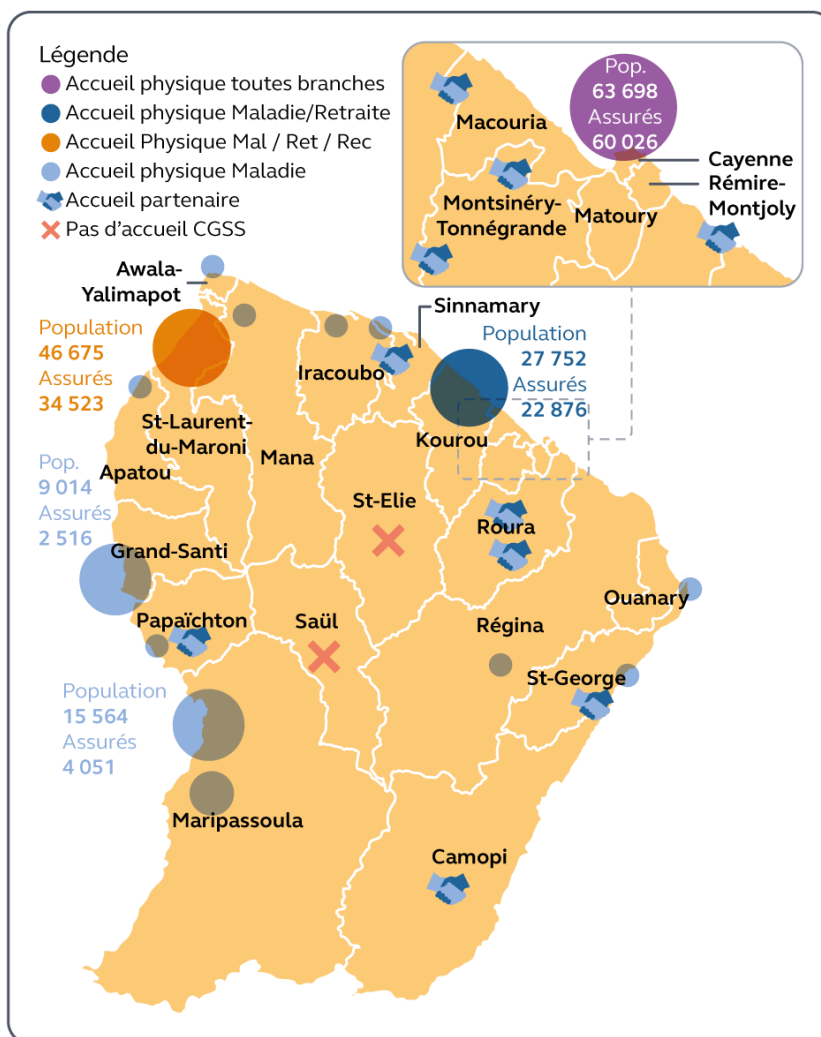 Légende
Accueil physique toutes branches
Accueil physique Maladie/Retraite
Accueil Physique Mal / Ret / Rec
Accueil physique Maladie
Accueil partenaire
Pas d'accueil CGSS
Pop.
63 698
Assurés
60 026
Macouria
Cayenne
Rémire-
Montjoly
Montsinéry-
Tonnégrande
Matoury
Awala-
Yalimapot
Sinnamary
Population
46 675
Assurés
34 523
Population
27 752
Assurés
22 876
Iracoubo
St-Laurent-
du-Maroni
Mana
Kourou
Apatou
Pop.
9 014
Assurés
2 516
St-Elie
Roura
Grand-Santi
Papaïchton
Saül
Régina
Ouanary
St-George
Population
15 564
Assurés
4 051
Maripassoula
Camopi